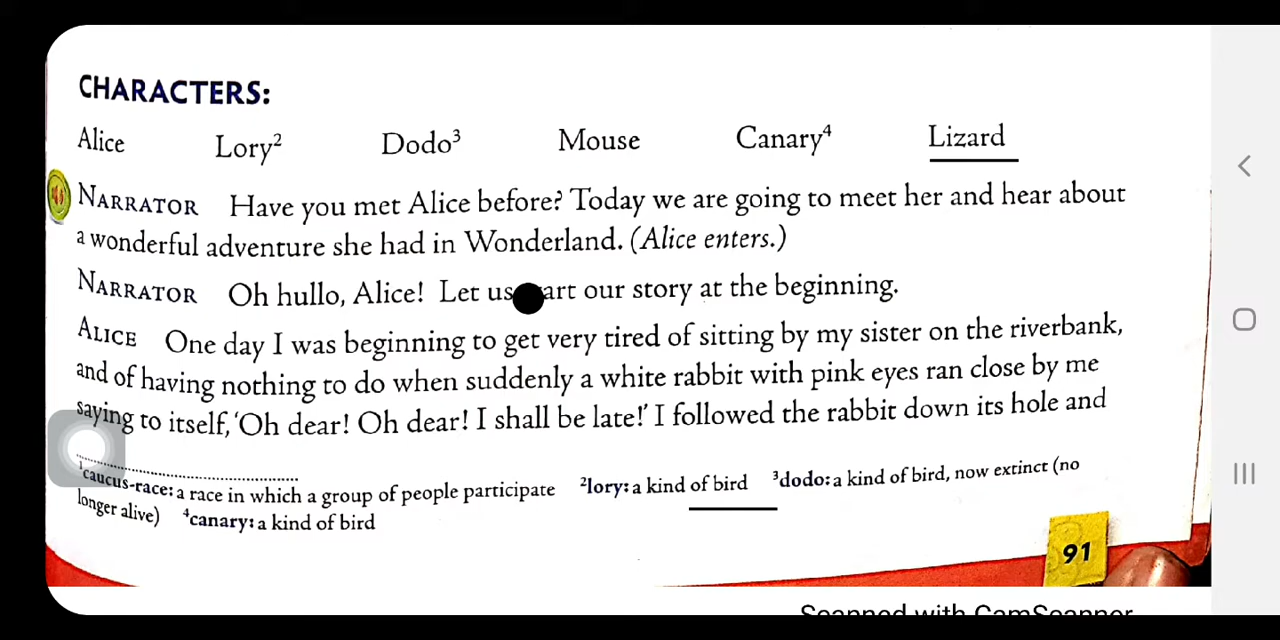 CHARACTERS:
Alice Lory² Dodo³ Mouse Canary⁴ Lizard
NARRATOR Have you met Alice before? Today we are going to meet her and hear about
a wonderful adventure she had in Wonderland. (Alice enters.)
NARRATOR Oh hullo, Alice! Let us art our story at the beginning.
ALICE One day I was beginning to get very tired of sitting by my sister on the riverbank,
and of having nothing to do when suddenly a white rabbit with pink eyes ran close by me
saying to itself, ‘Oh dear! Oh dear! I shall be late!’ I followed the rabbit down its hole and
¹caucus-race: a race in which a group of people participate ²lory: a kind of bird ³dodo: a kind of bird, now extinct (no
longer alive) ⁴canary: a kind of bird
91
Scanned with CamScanner